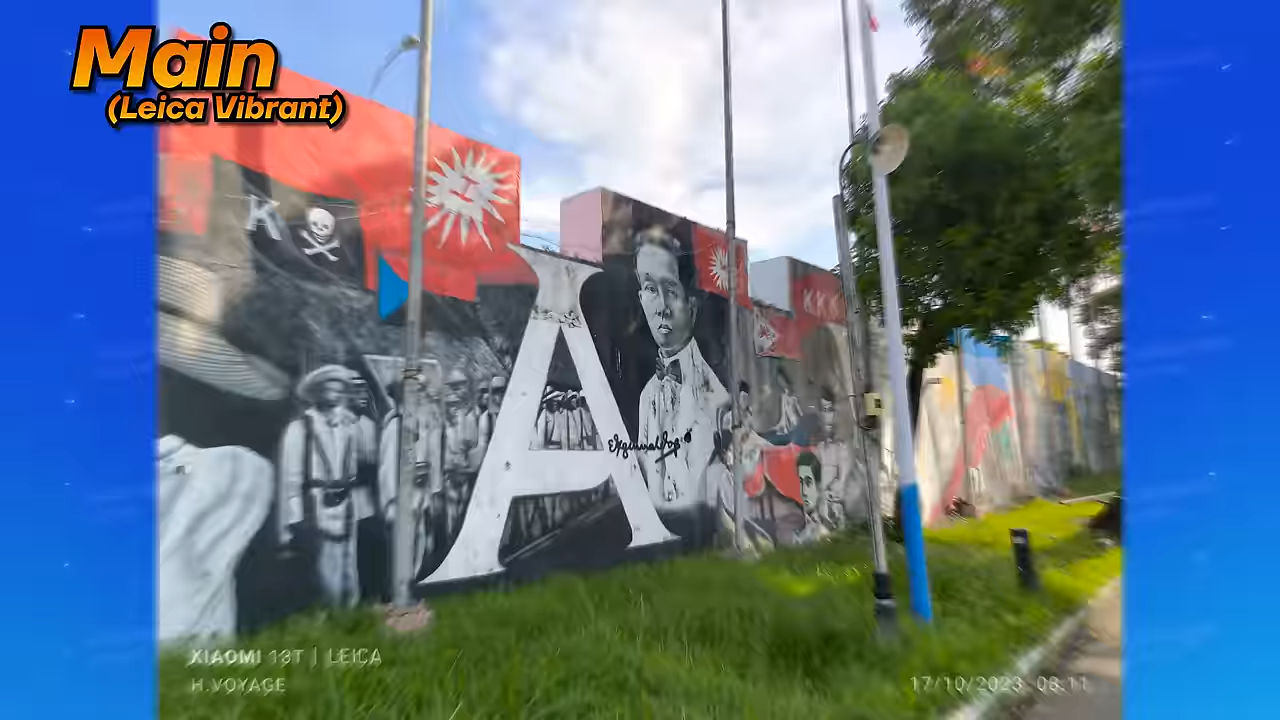 Main
(Leica Vibrant)
K
KKK
A
XIAOMI 13T | LEICA
H.VOYAGE
17/10/2023 08:11